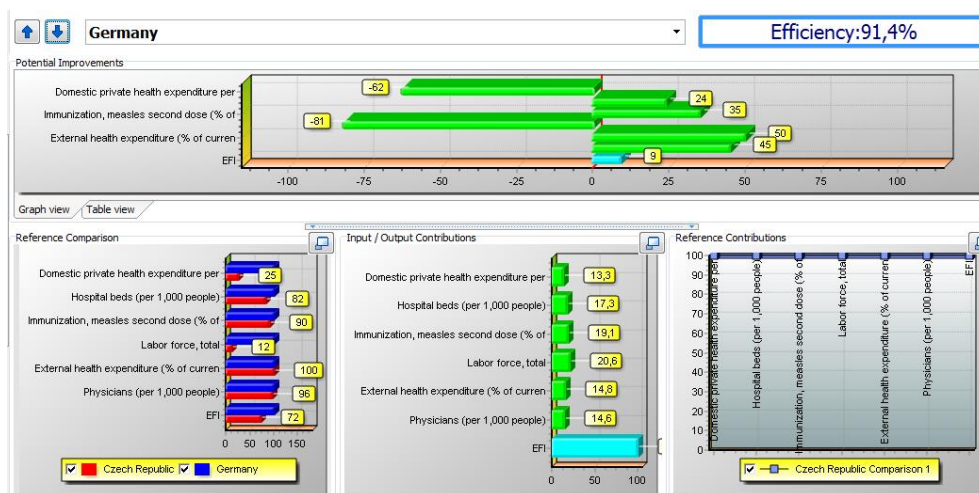 Germany
Efficiency:91,4%
Potential Improvements
Domestic private health expenditure per
Immunization, measles second dose (% of
External health expenditure (% of curren
EFI
-62
24
35
-81
50
45
9
-100 -75 -50 -25 0 25 50 75 100
Graph view Table view
Reference Comparison
Domestic private health expenditure per 25
Hospital beds (per 1,000 people) 82
Immunization, measles second dose (% of 90
Labor force, total 12
External health expenditure (% of curren 100
Physicians (per 1,000 people) 96
EFI 72
0 50 100 150
Czech Republic Germany
Input / Output Contributions
Domestic private health expenditure per 13,3
Hospital beds (per 1,000 people) 17,3
Immunization, measles second dose (% of 19,1
Labor force, total 20,6
External health expenditure (% of curren 14,8
Physicians (per 1,000 people) 14,6
EFI
0 50 100
Reference Contributions
100
90
80
70
60
50
40
30
20
10
0
Domestic private health expenditure per
Hospital beds (per 1,000 people)
Immunization, measles second dose (% of
Labor force, total
External health expenditure (% of curren
Physicians (per 1,000 people)
EFI
Czech Republic Comparison 1